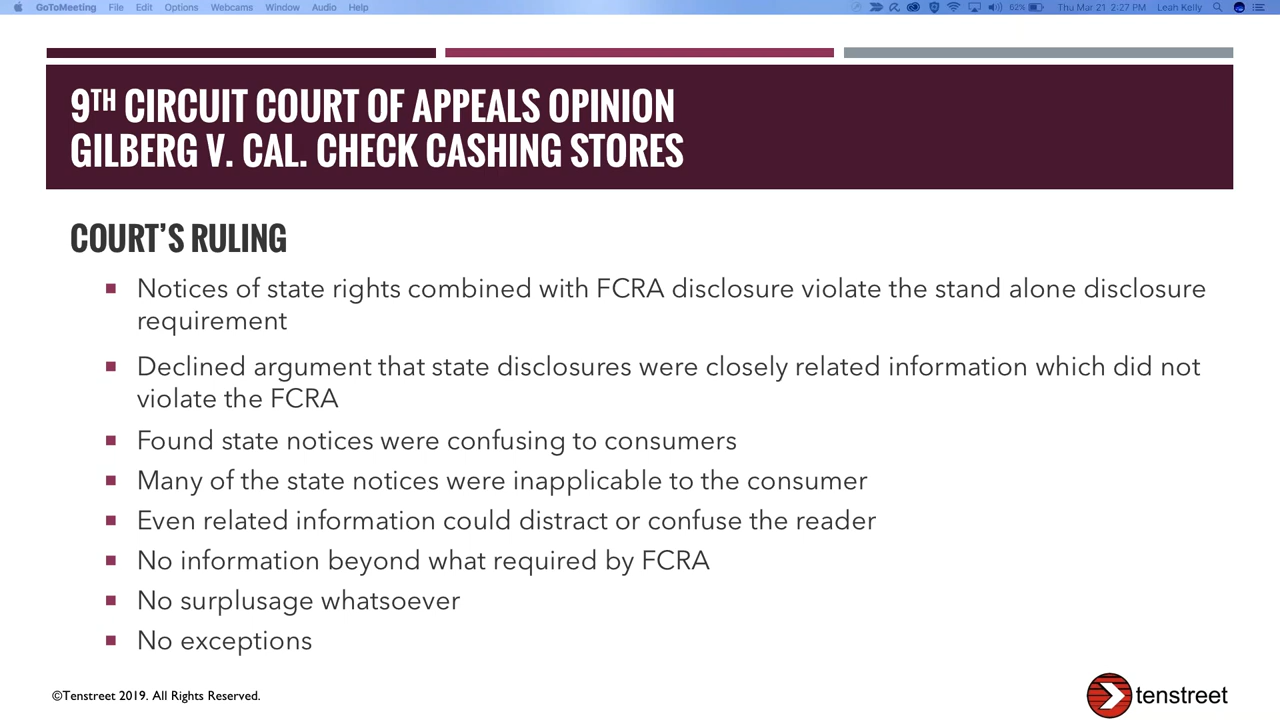 GoToMeeting File Edit Options Webcams Window Audio Help 62% Thu Mar 21 2:27 PM Leah Kelly
9TH CIRCUIT COURT OF APPEALS OPINION
GILBERG V. CAL. CHECK CASHING STORES
COURT'S RULING
Notices of state rights combined with FCRA disclosure violate the stand alone disclosure
requirement
Declined argument that state disclosures were closely related information which did not
violate the FCRA
Found state notices were confusing to consumers
Many of the state notices were inapplicable to the consumer
Even related information could distract or confuse the reader
No information beyond what required by FCRA
No surplusage whatsoever
No exceptions
©Tenstreet 2019. All Rights Reserved.
tenstreet